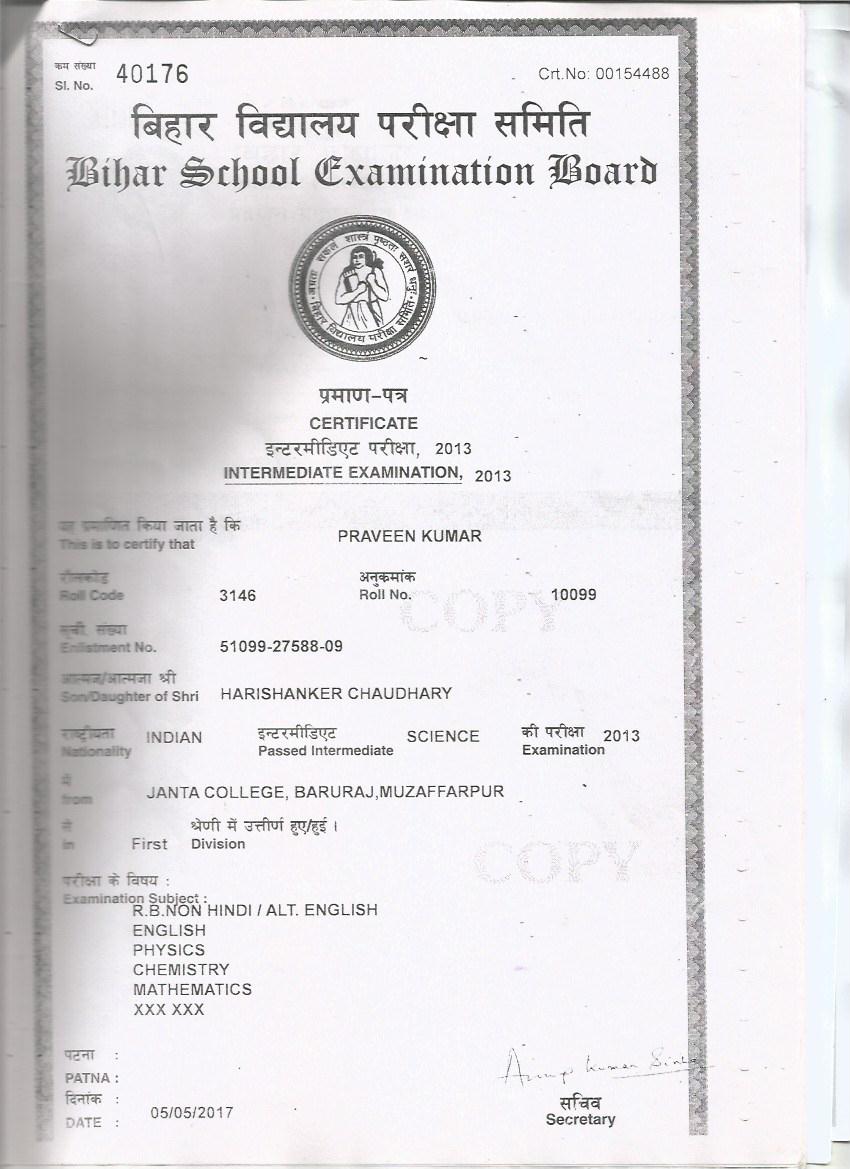 क्रम संख्या
Sl. No. 40176
Crt.No: 00154488
बिहार विद्यालय परीक्षा समिति
Bihar School Examination Board
बिहार विद्यालय परीक्षा समिति
प्रमाण-पत्र
CERTIFICATE
इन्टरमीडिएट परीक्षा, 2013
INTERMEDIATE EXAMINATION, 2013
यह प्रमाणित किया जाता है कि
This is to certify that PRAVEEN KUMAR
रौलकोड अनुक्रमांक
Roll Code 3146 Roll No. 10099
COPY
सूची. संख्या
Enlistment No. 51099-27588-09
आत्मज/आत्मजा श्री
Son/Daughter of Shri HARISHANKER CHAUDHARY
राष्ट्रीयता इन्टरमीडिएट की परीक्षा
Nationality INDIAN Passed Intermediate SCIENCE Examination 2013
में
from JANTA COLLEGE, BARURAJ,MUZAFFARPUR
से श्रेणी में उत्तीर्ण हुए/हुई ।
in First Division
COPY
परीक्षा के विषय :
Examination Subject :
R.B.NON HINDI / ALT. ENGLISH
ENGLISH
PHYSICS
CHEMISTRY
MATHEMATICS
XXX XXX
पटना :
PATNA :
दिनांक :
DATE : 05/05/2017
Kumar
सचिव
Secretary